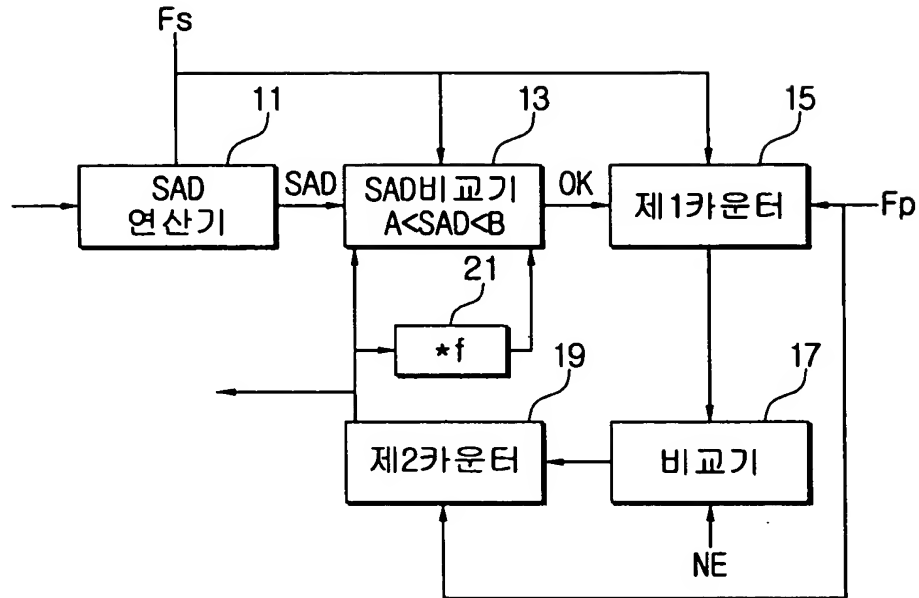 Fs
11
13
15
SAD
연산기
SAD
SAD비교기
A<SAD<B
OK
제1카운터
Fp
21
*f
19
17
제2카운터
비교기
NE